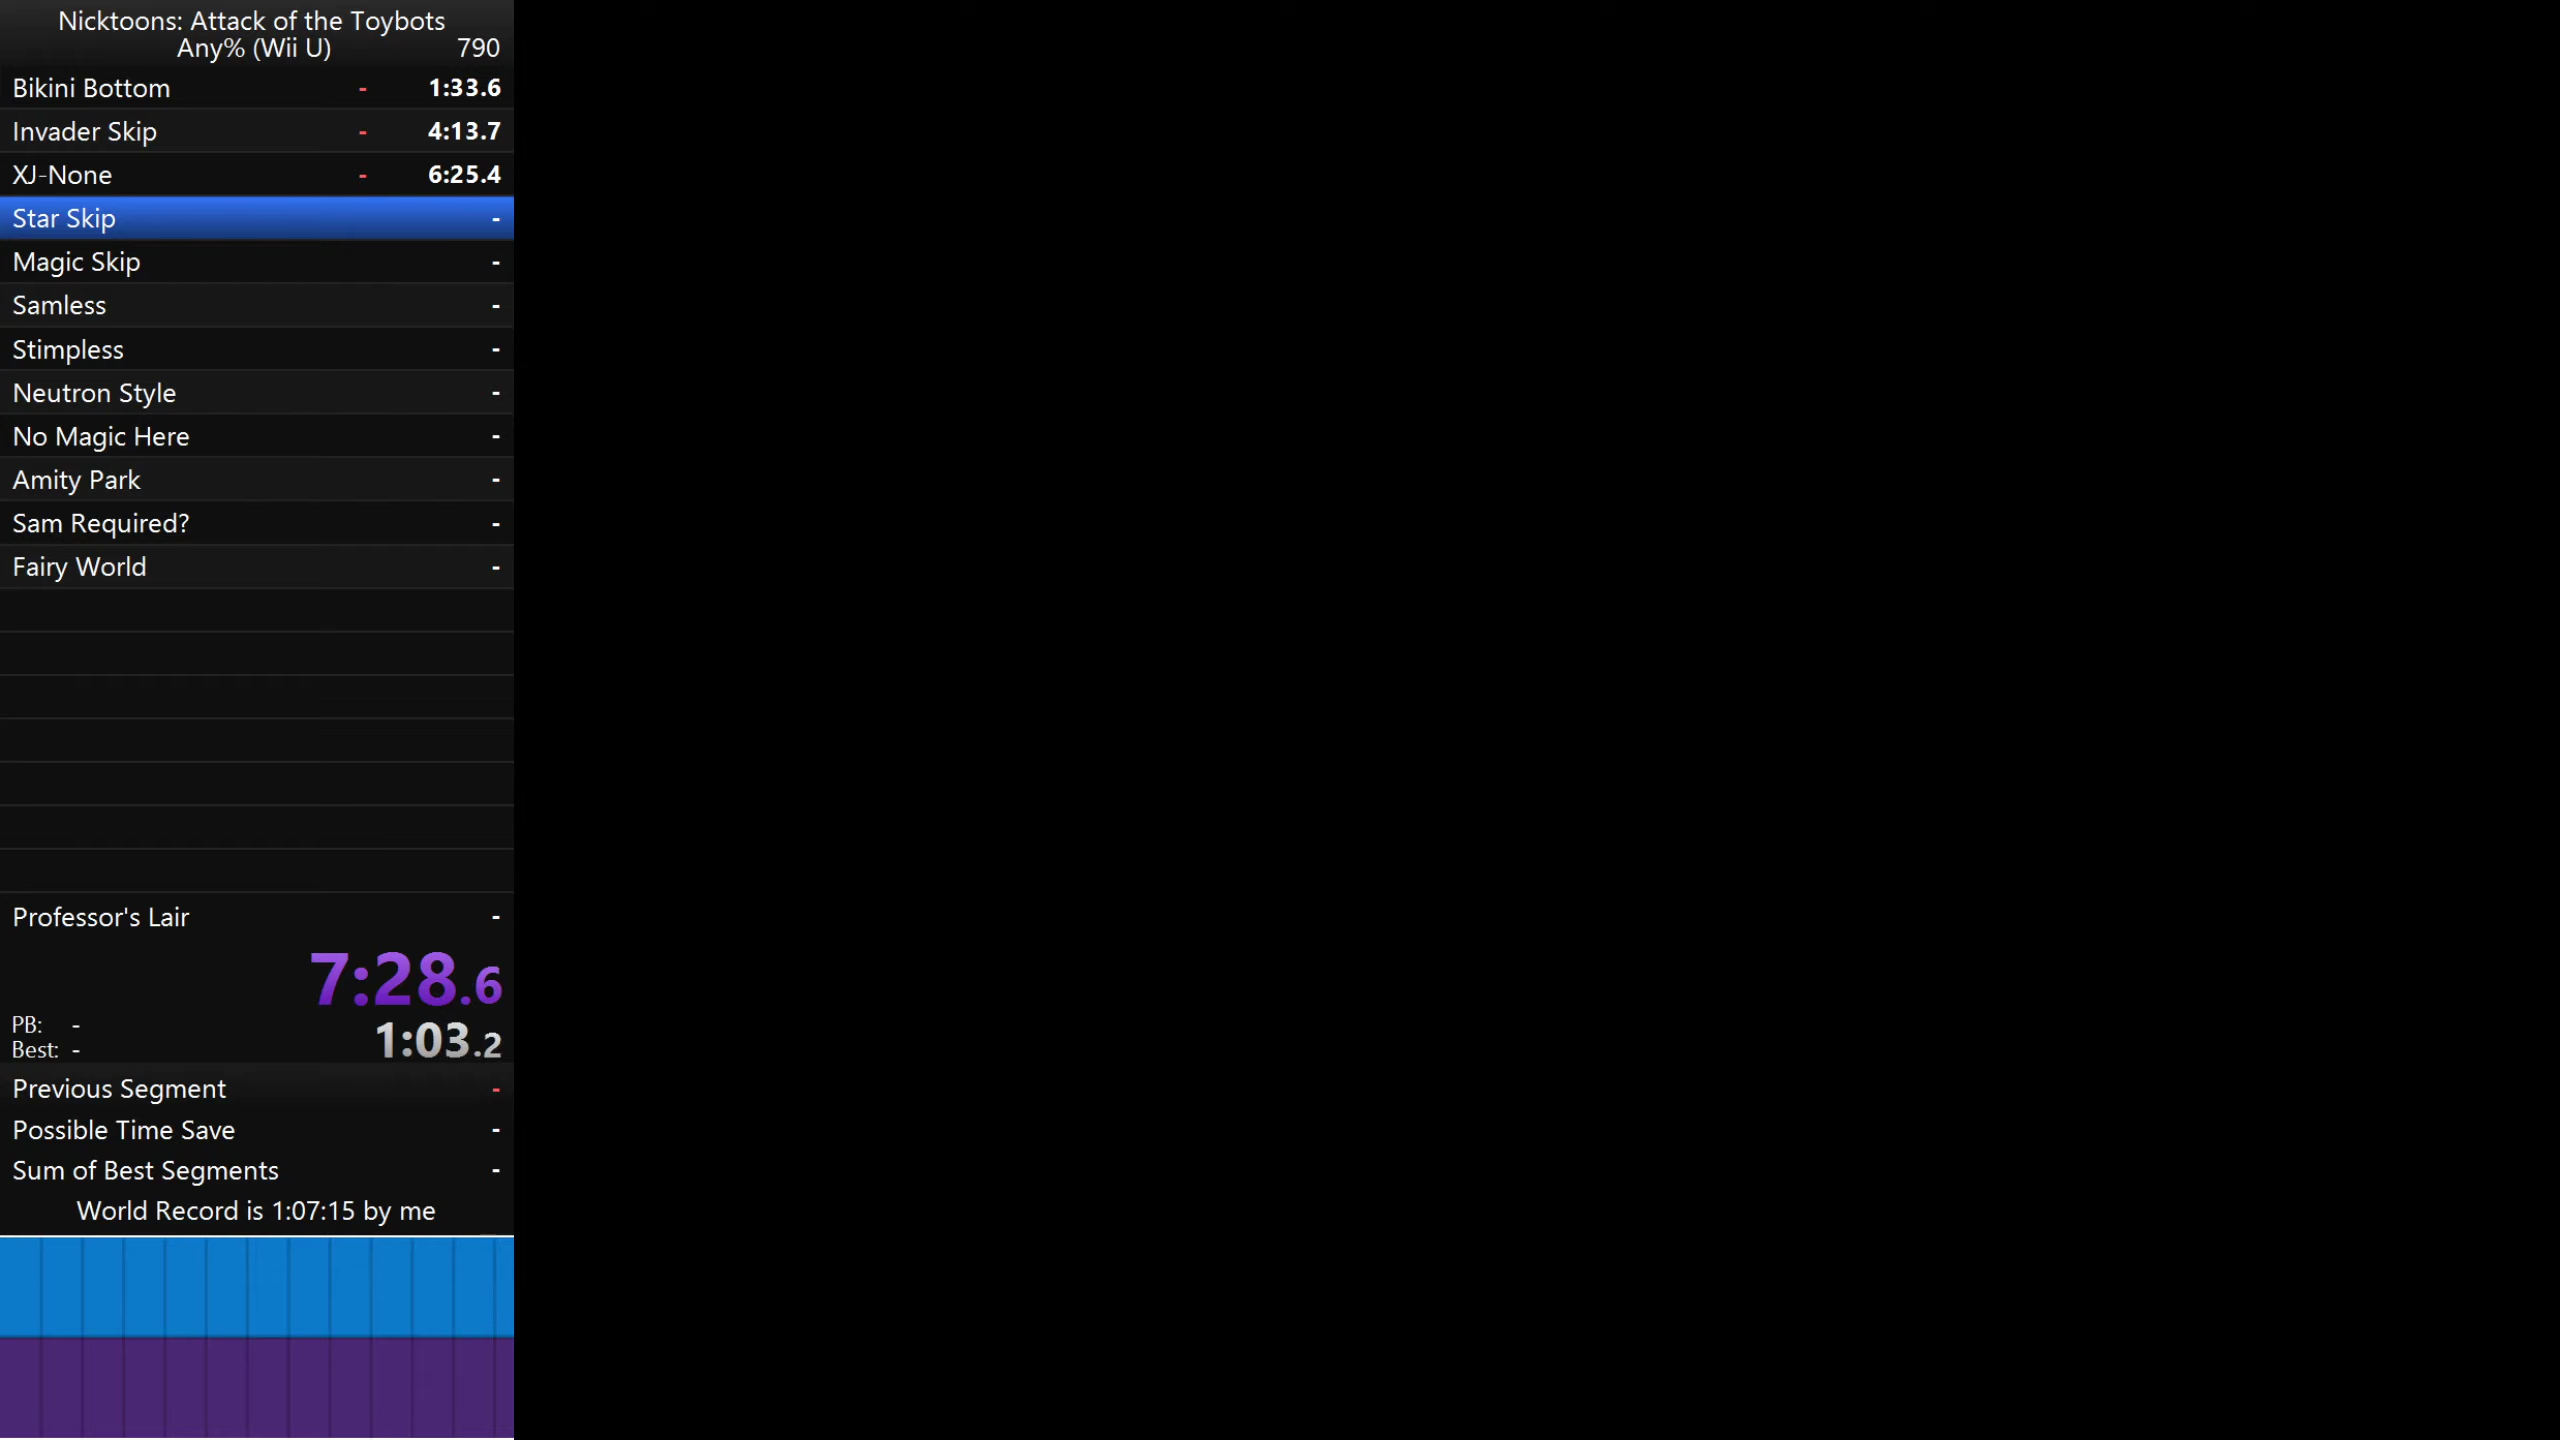 Nicktoons: Attack of the Toybots
Any% (Wii U) 790
Bikini Bottom - 1:33.6
Invader Skip - 4:13.7
XJ-None - 6:25.4
Star Skip -
Magic Skip -
Samless -
Stimpless -
Neutron Style -
No Magic Here -
Amity Park -
Sam Required? -
Fairy World -
Professor's Lair -
7:28.6
PB: -
Best: - 1:03.2
Previous Segment -
Possible Time Save -
Sum of Best Segments -
World Record is 1:07:15 by me